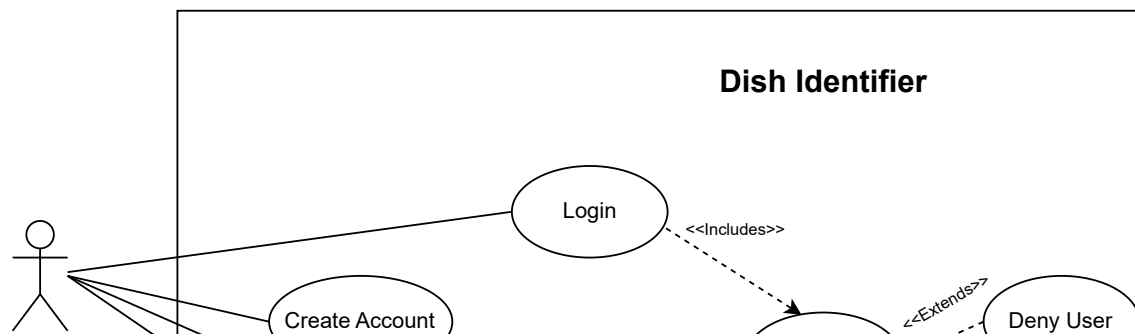 Dish Identifier
Login
<<Includes>>
<<Extends>>
Create Account
Deny User